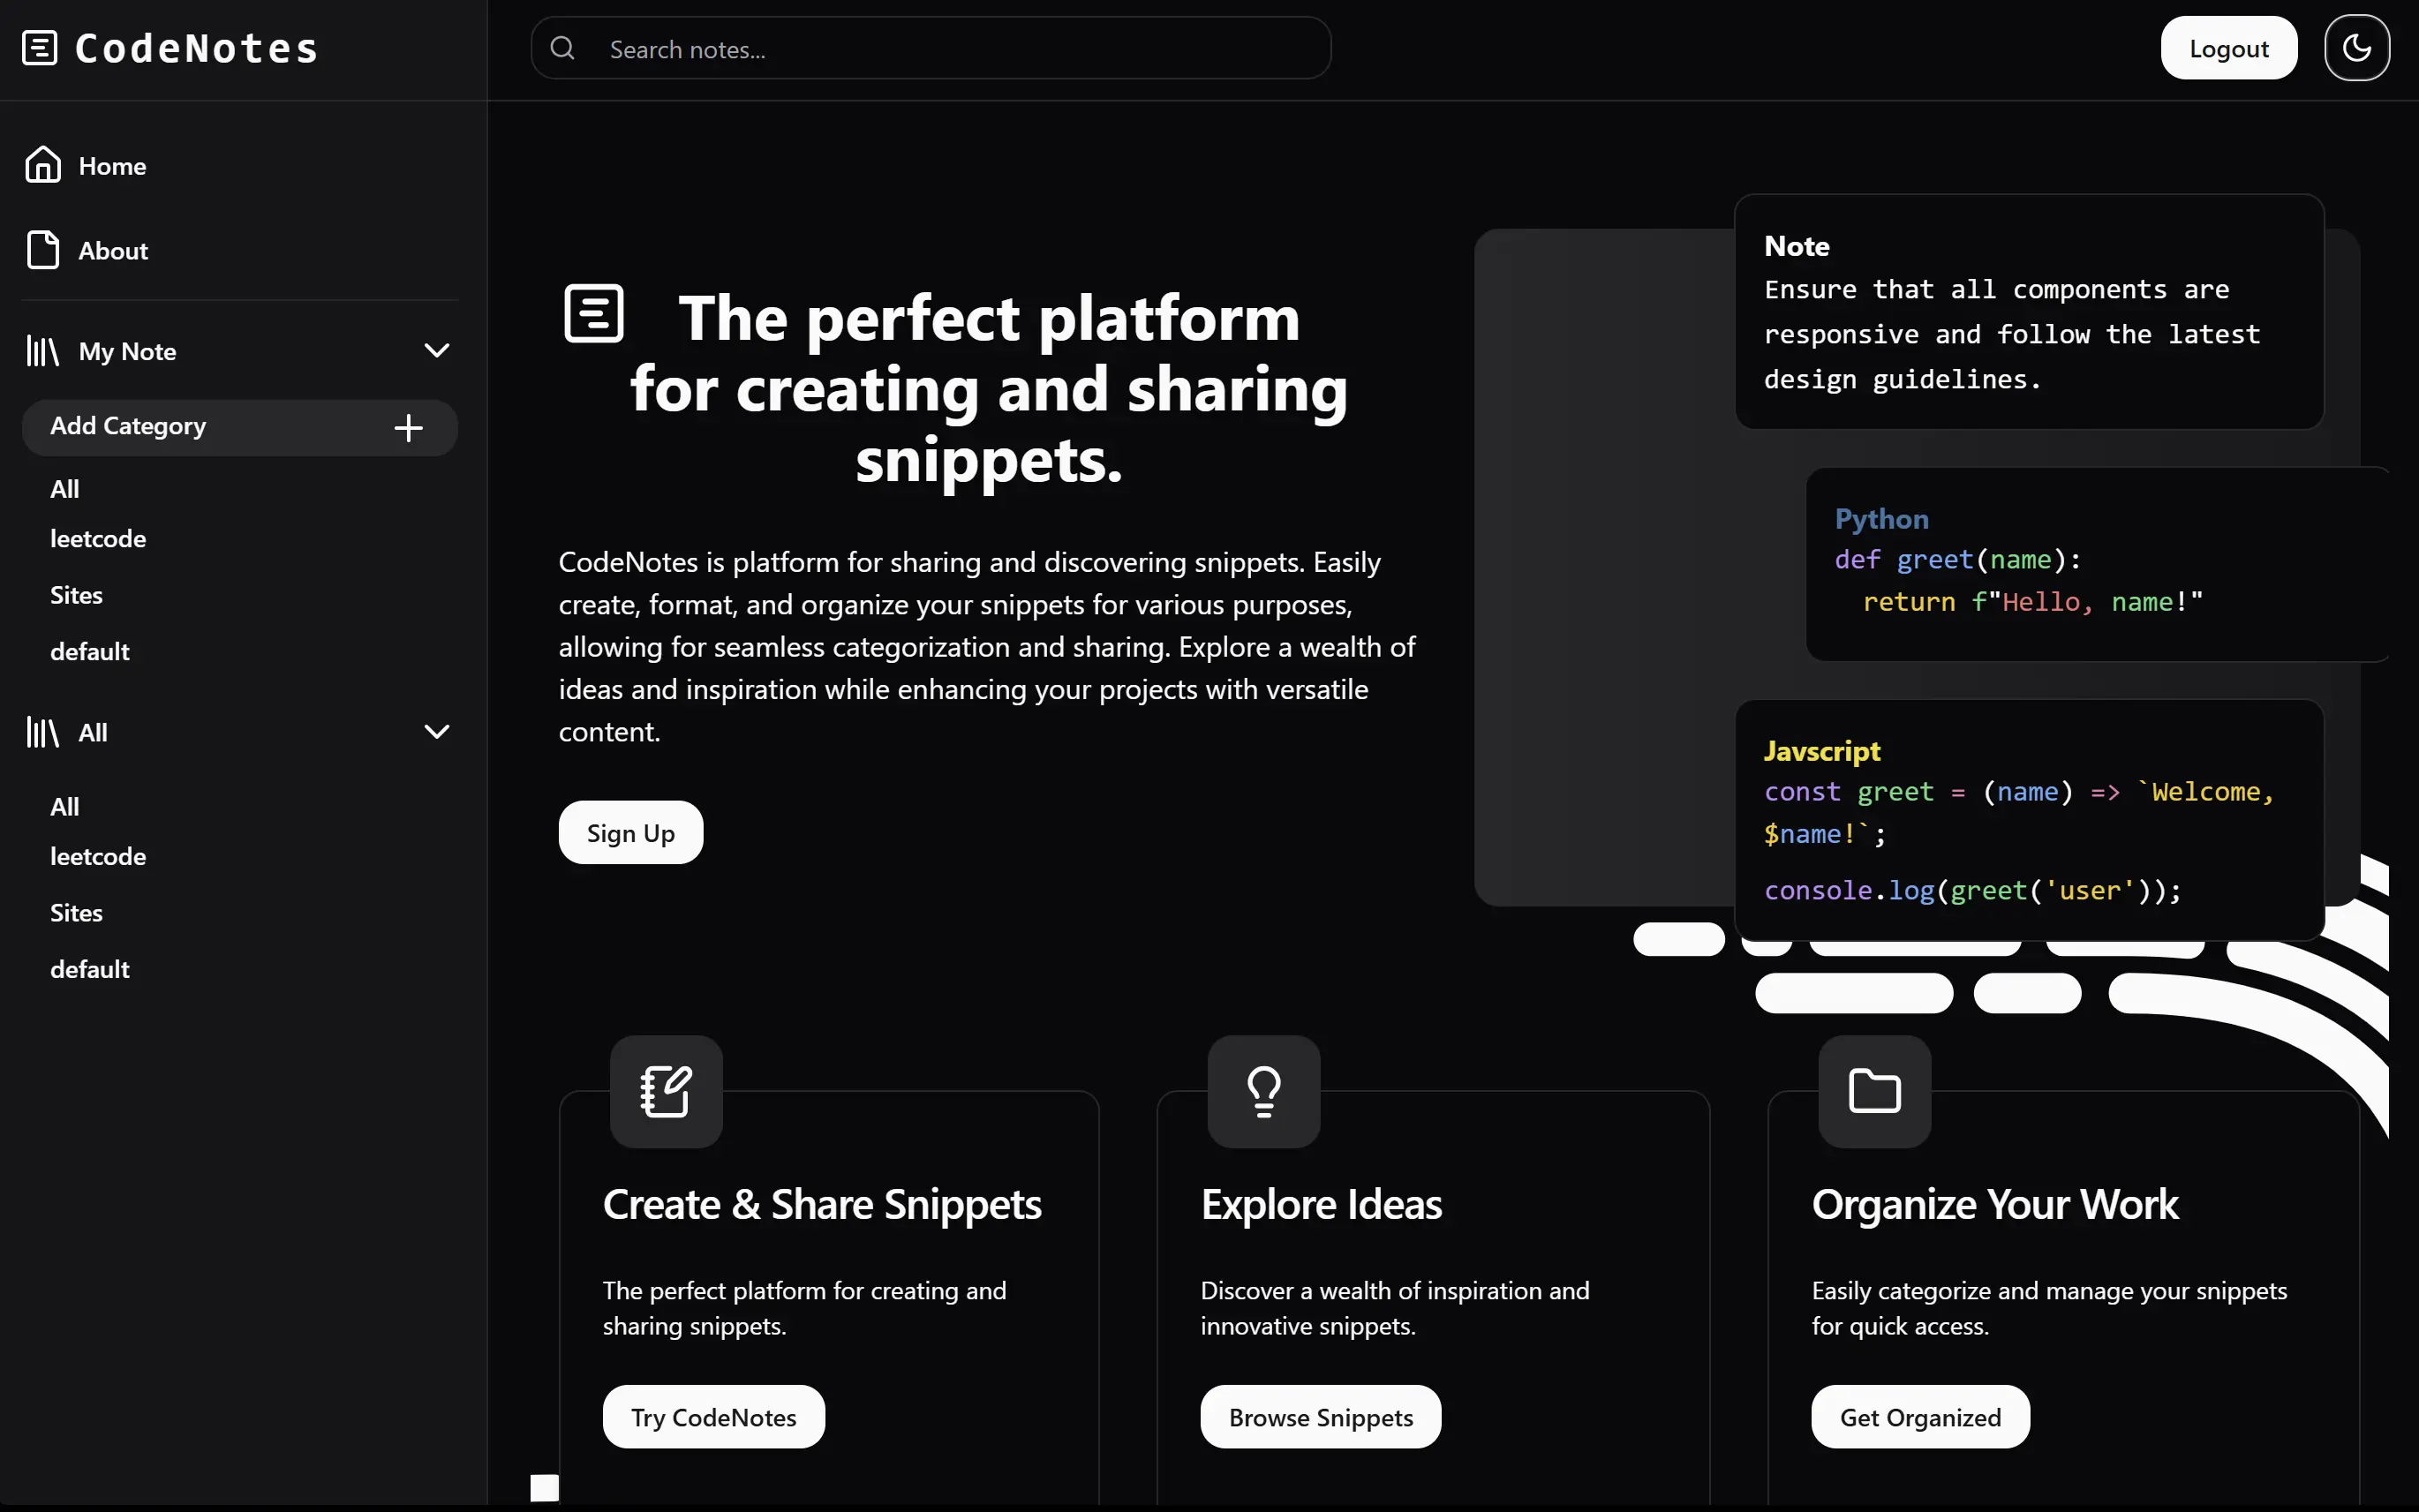 CodeNotes
Search notes...
Logout
Home
About
My Note
Add Category
All
leetcode
Sites
default
All
All
leetcode
Sites
default
The perfect platform
for creating and sharing
snippets.
CodeNotes is platform for sharing and discovering snippets. Easily
create, format, and organize your snippets for various purposes,
allowing for seamless categorization and sharing. Explore a wealth of
ideas and inspiration while enhancing your projects with versatile
content.
Sign Up
Note
Ensure that all components are
responsive and follow the latest
design guidelines.
Python
def greet(name):
return f"Hello, name!"
Javscript
const greet = (name) => `Welcome,
$name!`;
console.log(greet('user'));
Create & Share Snippets
The perfect platform for creating and
sharing snippets.
Try CodeNotes
Explore Ideas
Discover a wealth of inspiration and
innovative snippets.
Browse Snippets
Organize Your Work
Easily categorize and manage your snippets
for quick access.
Get Organized